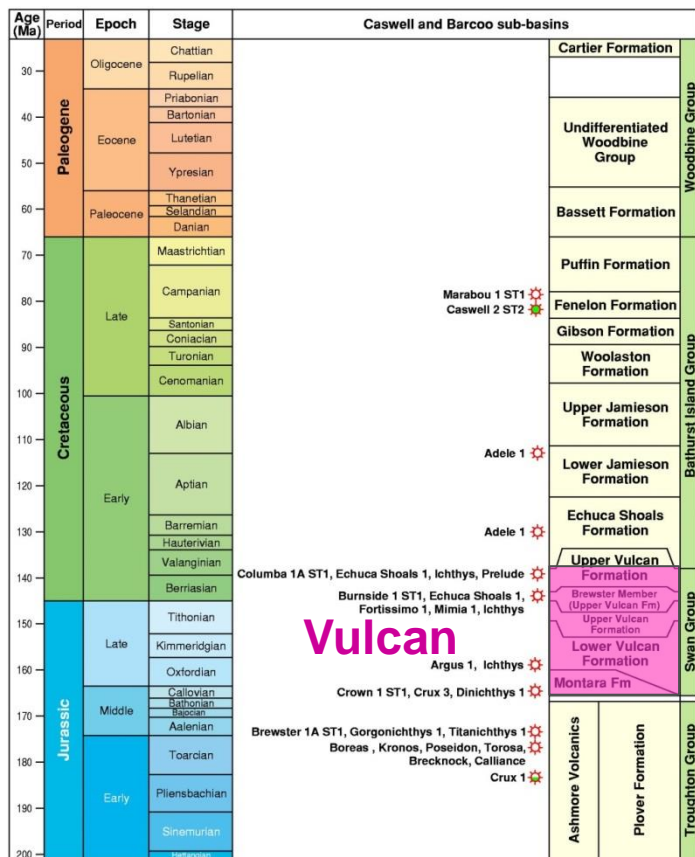 Age
(Ma)
Period
Epoch
Stage
Caswell and Barcoo sub-basins
30
40
50
60
70
80
90
100
110
120
130
140
150
160
170
180
190
200
Paleogene
Cretaceous
Jurassic
Oligocene
Eocene
Paleocene
Late
Early
Late
Middle
Early
Chattian
Rupelian
Priabonian
Bartonian
Lutetian
Ypresian
Thanetian
Selandian
Danian
Maastrichtian
Campanian
Santonian
Coniacian
Turonian
Cenomanian
Albian
Aptian
Barremian
Hauterivian
Valanginian
Berriasian
Tithonian
Kimmeridgian
Oxfordian
Callovian
Bathonian
Bajocian
Aalenian
Toarcian
Pliensbachian
Sinemurian
Hettangian
Marabou 1 ST1
Caswell 2 ST2
Adele 1
Adele 1
Columba 1A ST1, Echuca Shoals 1, Ichthys, Prelude
Burnside 1 ST1, Echuca Shoals 1,
Fortissimo 1, Mimia 1, Ichthys
Vulcan
Argus 1, Ichthys
Crown 1 ST1, Crux 3, Dinichthys 1
Brewster 1A ST1, Gorgonichthys 1, Titanichthys 1
Boreas , Kronos, Poseidon, Torosa,
Brecknock, Calliance
Crux 1
Cartier Formation
Undifferentiated
Woodbine
Group
Bassett Formation
Puffin Formation
Fenelon Formation
Gibson Formation
Woolaston
Formation
Upper Jamieson
Formation
Lower Jamieson
Formation
Echuca Shoals
Formation
Upper Vulcan
Formation
Brewster Member
(Upper Vulcan Fm)
Upper Vulcan
Formation
Lower Vulcan
Formation
Montara Fm
Ashmore Volcanics
Plover Formation
Woodbine Group
Bathurst Island Group
Swan Group
Troughton Group